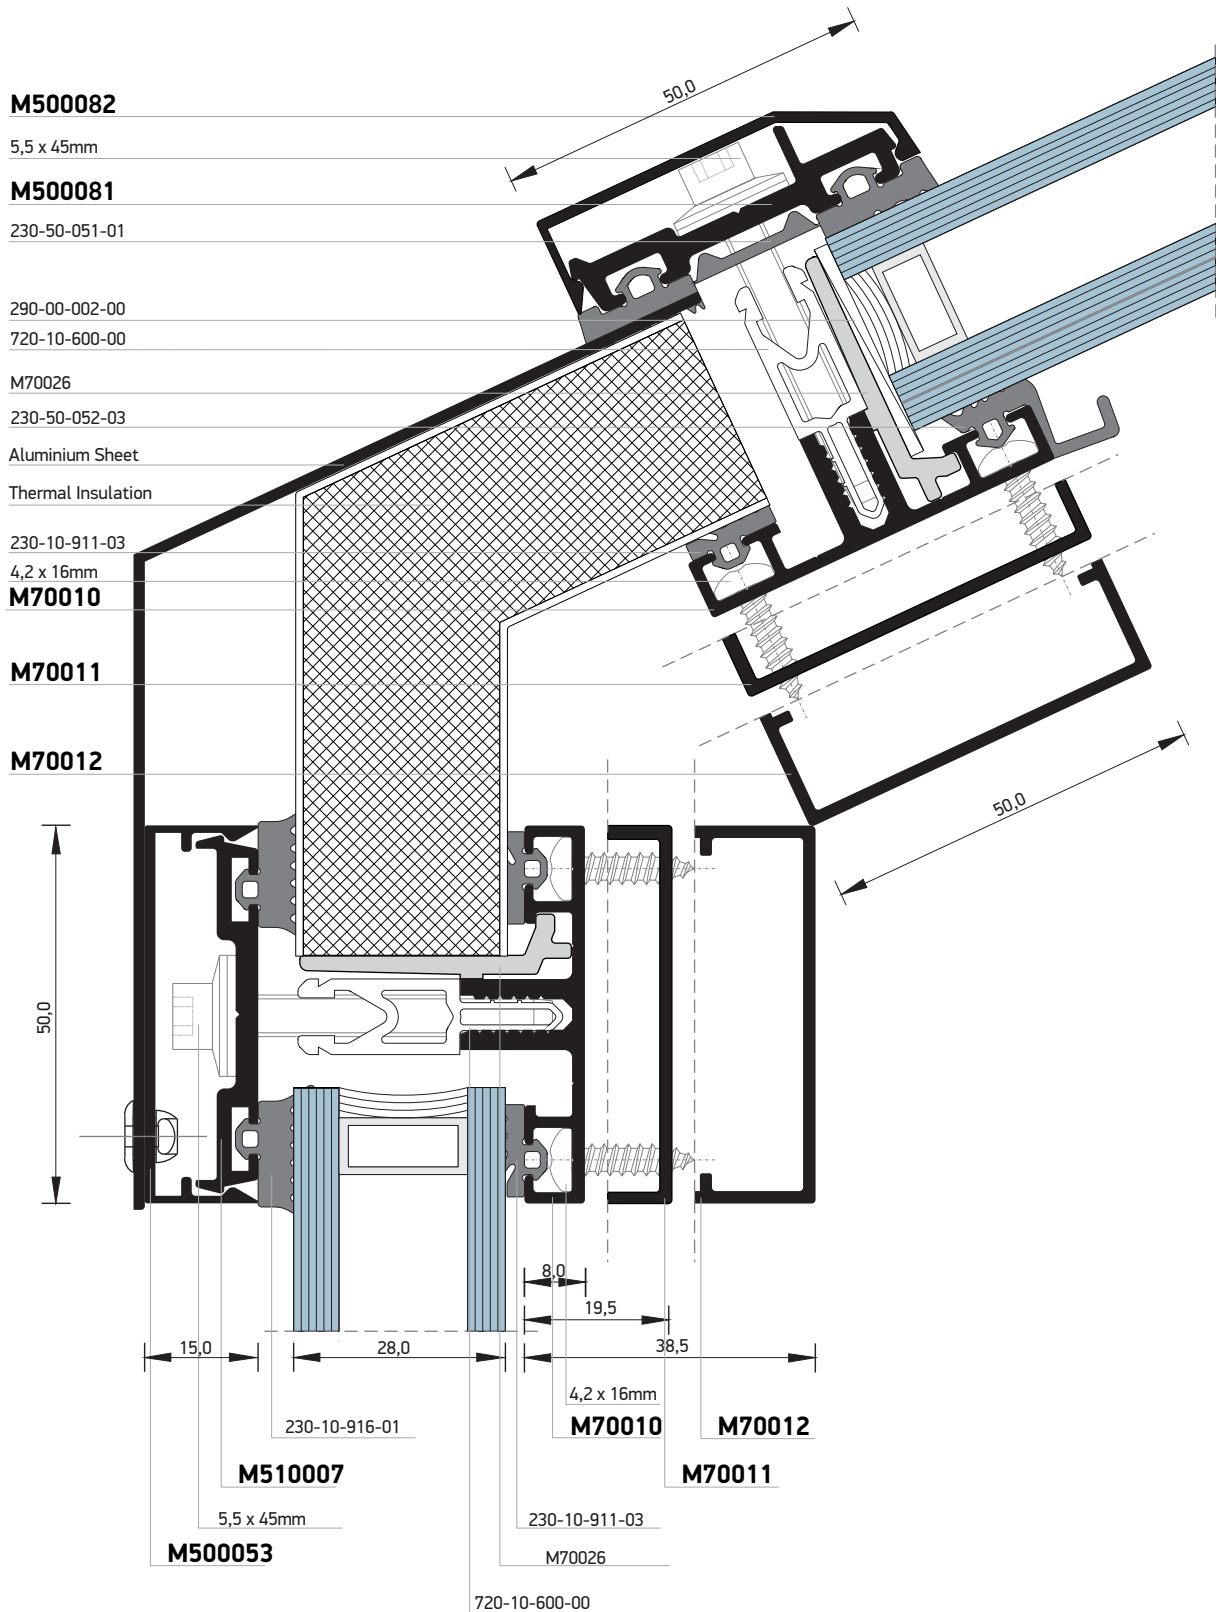 50,0
M500082
5,5 x 45mm
M500081
230-50-051-01
290-00-002-00
720-10-600-00
M70026
230-50-052-03
Aluminium Sheet
Thermal Insulation
230-10-911-03
4,2 x 16mm
M70010
M70011
M70012
50,0
50,0
8,0
19,5
15,0
28,0
38,5
4,2 x 16mm
230-10-916-01
M70010
M70012
M510007
M70011
5,5 x 45mm
230-10-911-03
M500053
M70026
720-10-600-00